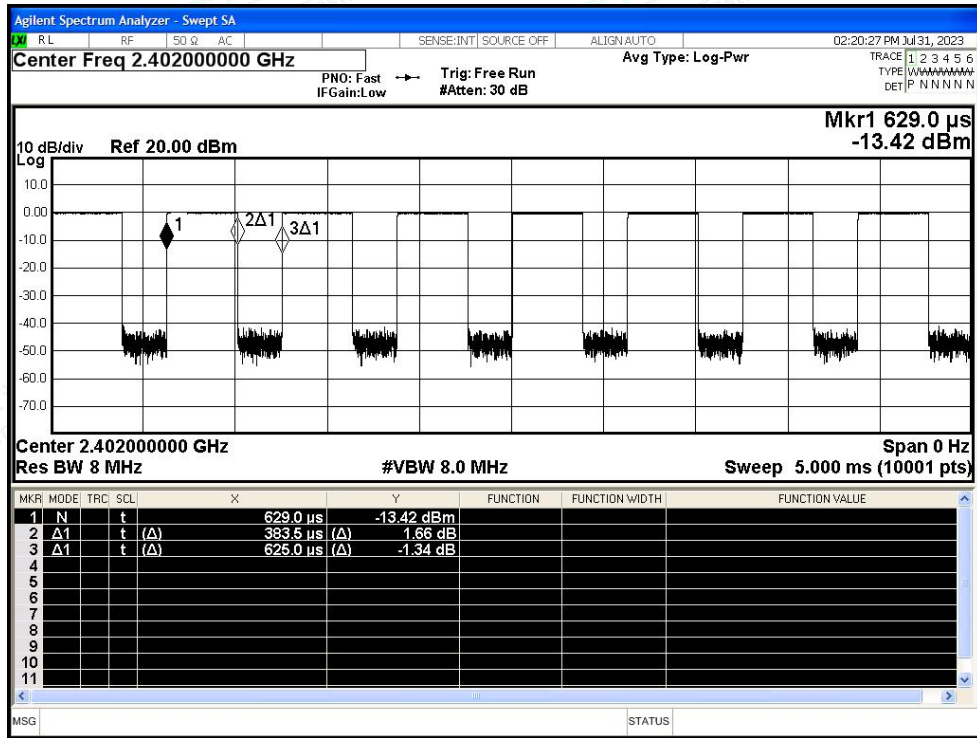 Agilent Spectrum Analyzer - Swept SA
LXI RL RF 50 Ω AC SENSE:INT SOURCE OFF ALIGN AUTO 02:20:27 PM Jul 31, 2023
Center Freq 2.402000000 GHz
PNO: Fast
IFGain:Low
Trig: Free Run
#Atten: 30 dB
Avg Type: Log-Pwr
TRACE 1 2 3 4 5 6
TYPE WWWWWW
DET P N N N N N
Mkr1 629.0 µs
-13.42 dBm
10 dB/div Ref 20.00 dBm
Log
10.0
0.00
-10.0
-20.0
-30.0
-40.0
-50.0
-60.0
-70.0
1
2Δ1
3Δ1
Center 2.402000000 GHz Span 0 Hz
Res BW 8 MHz #VBW 8.0 MHz Sweep 5.000 ms (10001 pts)
MKR MODE TRC SCL X Y FUNCTION FUNCTION WIDTH FUNCTION VALUE
1 N t 629.0 µs -13.42 dBm
2 Δ1 t (Δ) 383.5 µs (Δ) 1.66 dB
3 Δ1 t (Δ) 625.0 µs (Δ) -1.34 dB
4
5
6
7
8
9
10
11
MSG STATUS